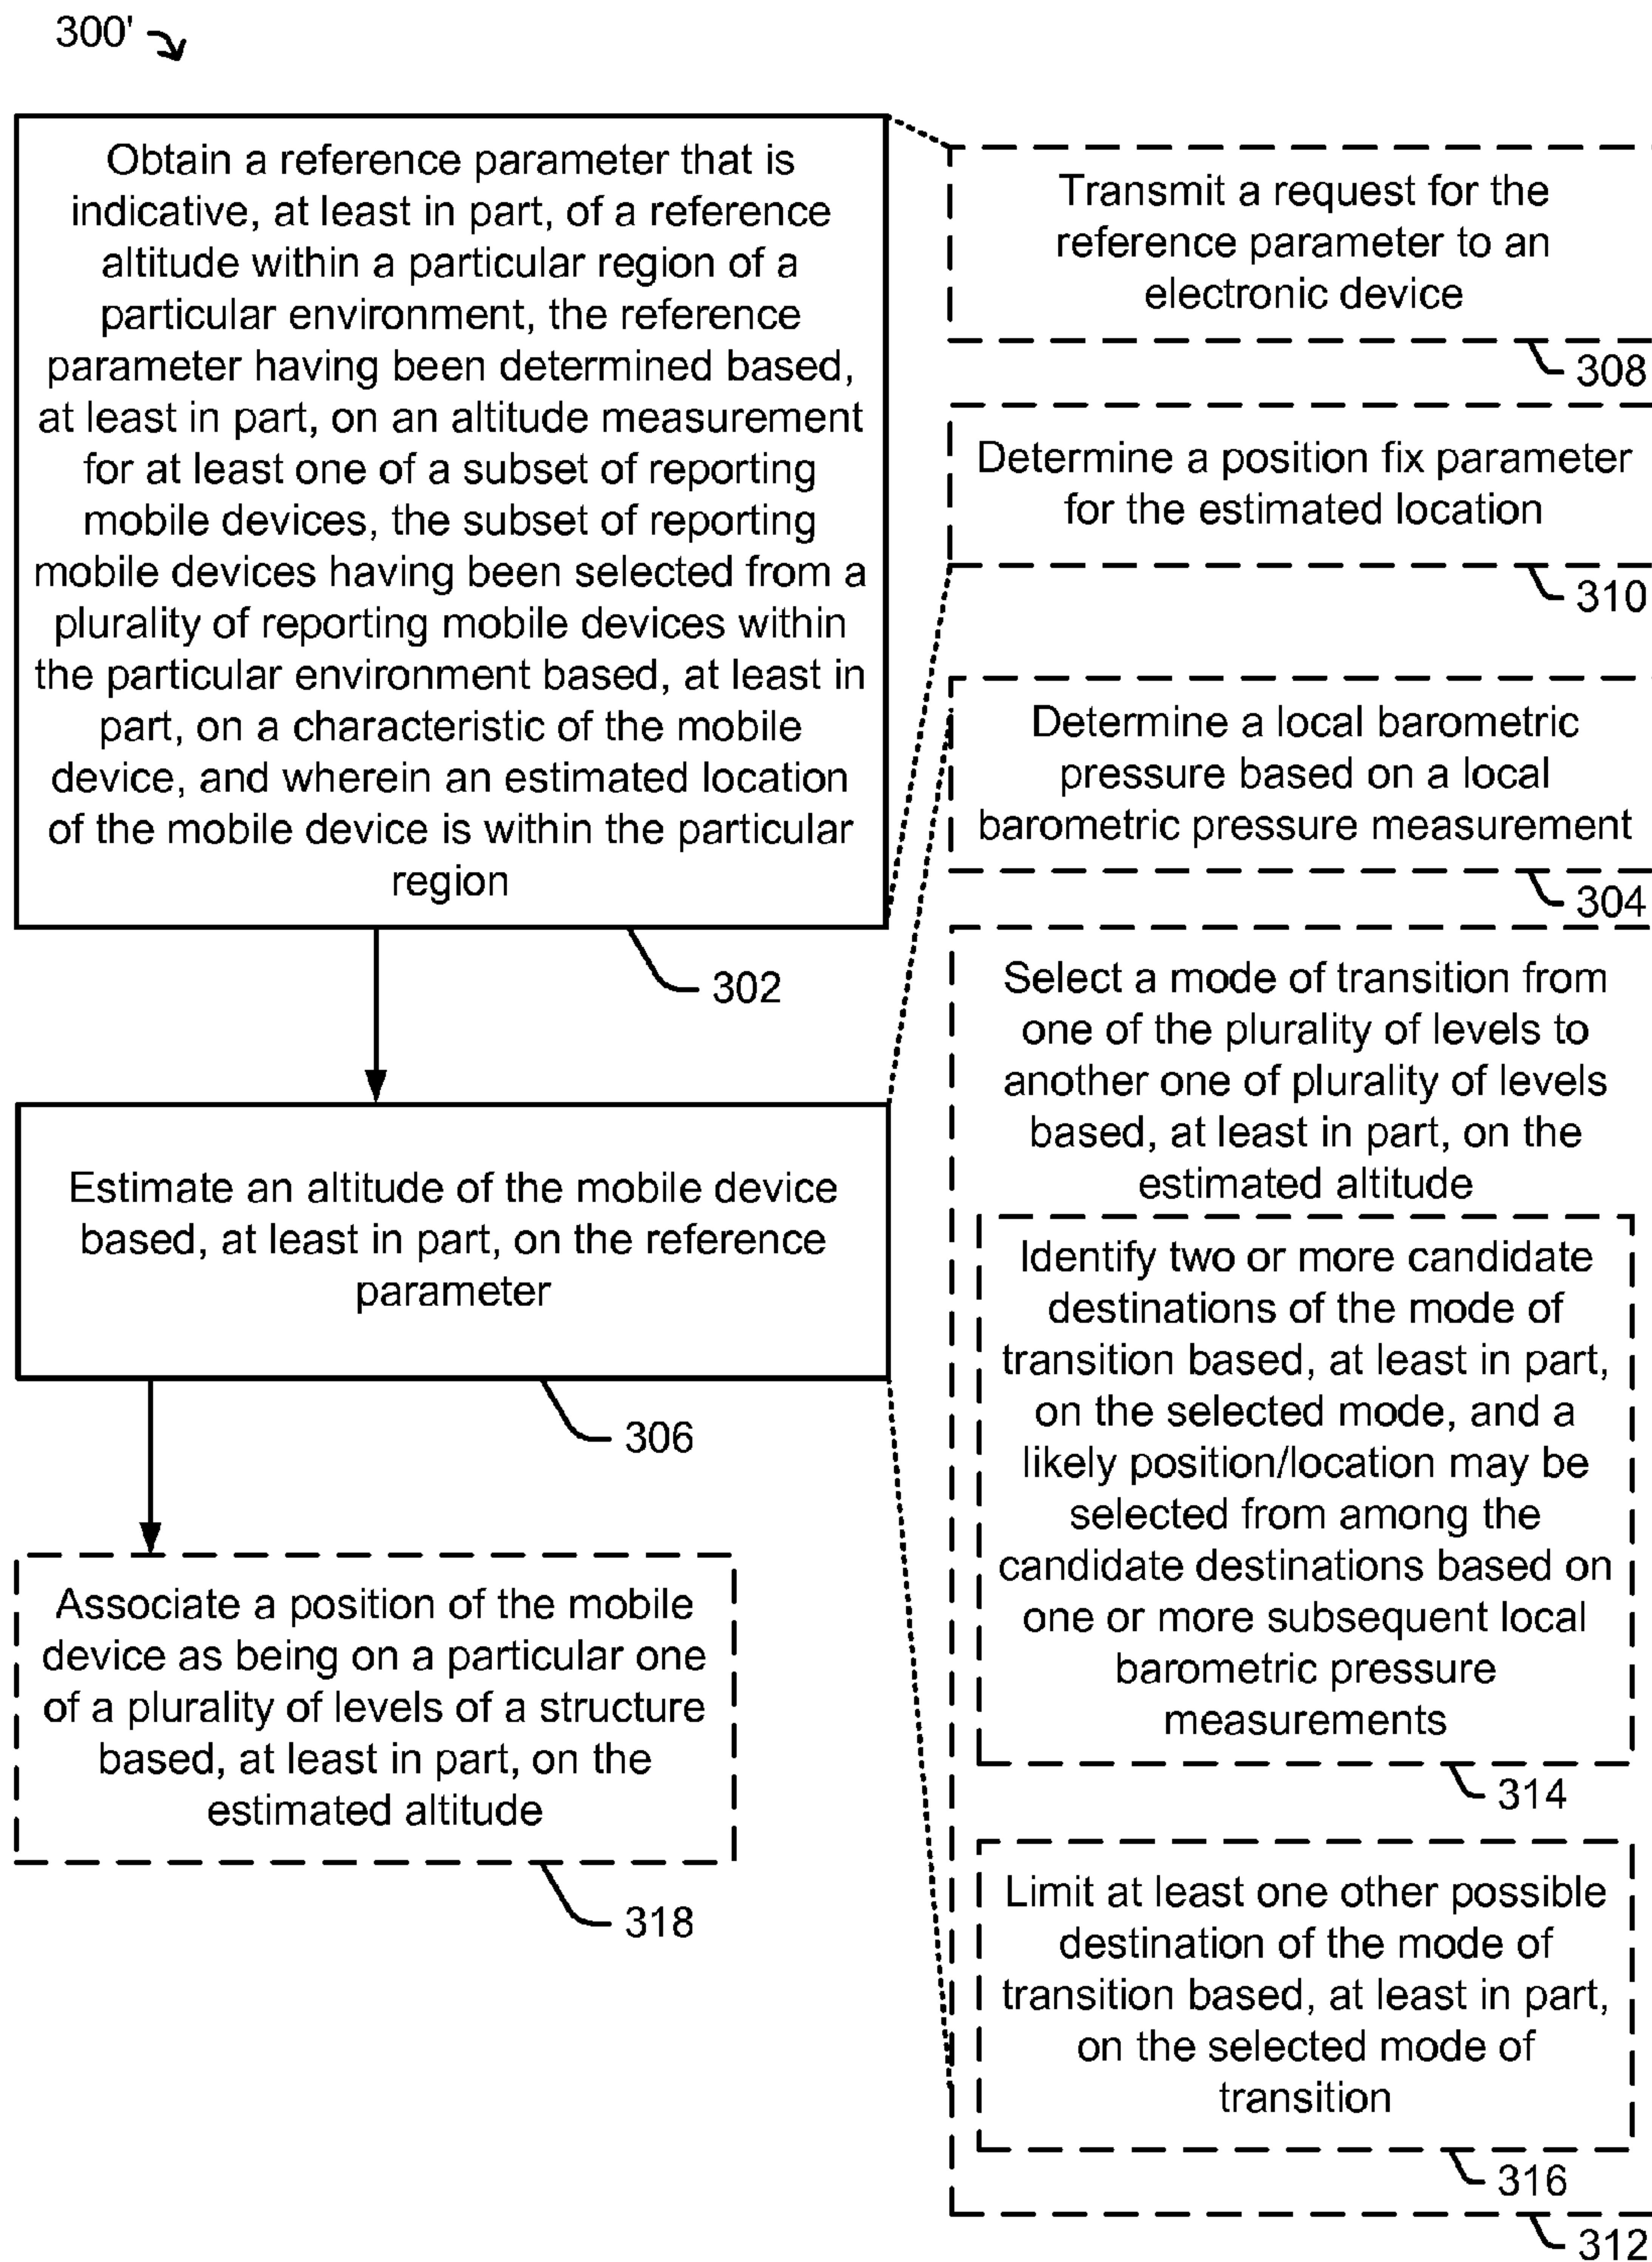 300'
Obtain a reference parameter that is
indicative, at least in part, of a reference
altitude within a particular region of a
particular environment, the reference
parameter having been determined based,
at least in part, on an altitude measurement
for at least one of a subset of reporting
mobile devices, the subset of reporting
mobile devices having been selected from a
plurality of reporting mobile devices within
the particular environment based, at least in
part, on a characteristic of the mobile
device, and wherein an estimated location
of the mobile device is within the particular
region
302
Estimate an altitude of the mobile device
based, at least in part, on the reference
parameter
306
Associate a position of the mobile
device as being on a particular one
of a plurality of levels of a structure
based, at least in part, on the
estimated altitude
318
Transmit a request for the
reference parameter to an
electronic device
308
Determine a position fix parameter
for the estimated location
310
Determine a local barometric
pressure based on a local
barometric pressure measurement
304
Select a mode of transition from
one of the plurality of levels to
another one of plurality of levels
based, at least in part, on the
estimated altitude
Identify two or more candidate
destinations of the mode of
transition based, at least in part,
on the selected mode, and a
likely position/location may be
selected from among the
candidate destinations based on
one or more subsequent local
barometric pressure
measurements
314
Limit at least one other possible
destination of the mode of
transition based, at least in part,
on the selected mode of
transition
316
312